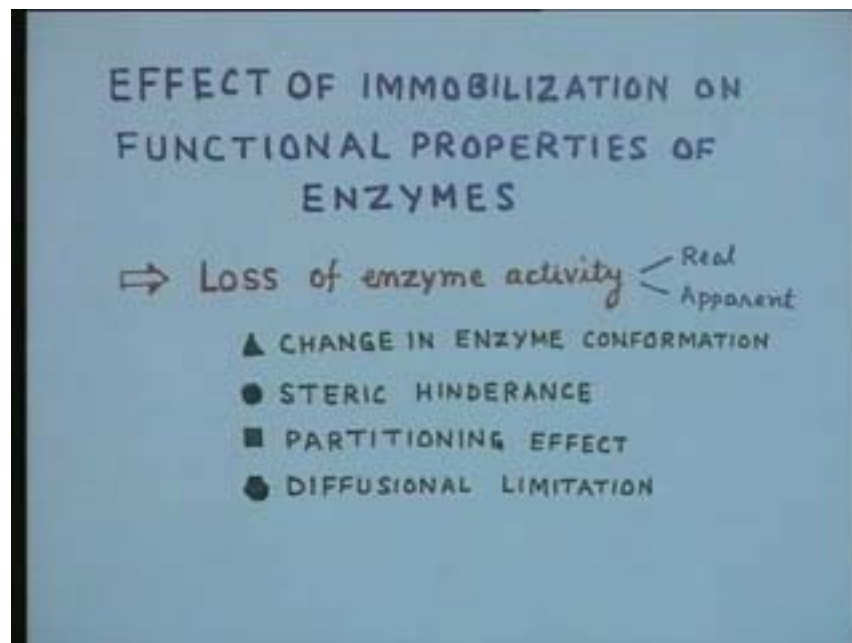 EFFECT OF IMMOBILIZATION ON
FUNCTIONAL PROPERTIES OF
ENZYMES
⇒ Loss of enzyme activity
Real
Apparent
▲ CHANGE IN ENZYME CONFORMATION
● STERIC HINDERANCE
■ PARTITIONING EFFECT
⬢ DIFFUSIONAL LIMITATION